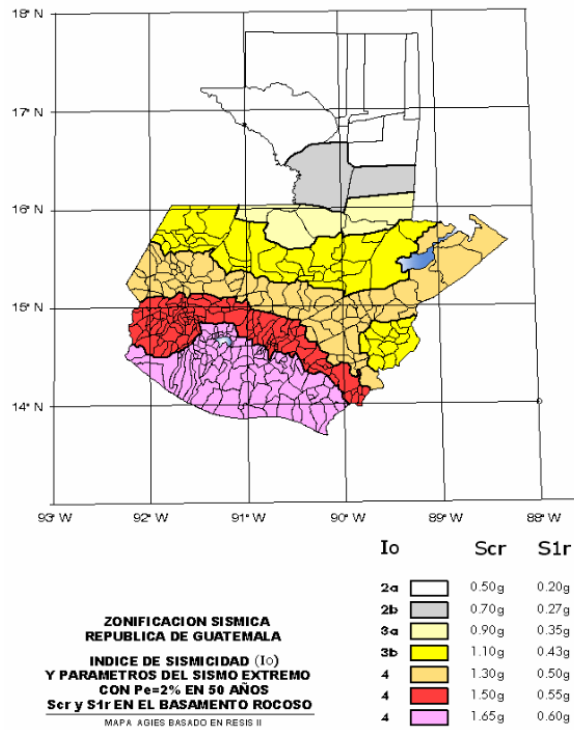 18° N
17° N
16° N
15° N
14° N
93° W 92° W 91° W 90° W 89° W 88° W
Io Scr S1r
2a 0.50g 0.20g
2b 0.70g 0.27g
3a 0.90g 0.35g
3b 1.10g 0.43g
4 1.30g 0.50g
4 1.50g 0.55g
4 1.65g 0.60g
ZONIFICACION SISMICA
REPUBLICA DE GUATEMALA
INDICE DE SISMICIDAD (Io)
Y PARAMETROS DEL SISMO EXTREMO
CON Pe=2% EN 50 AÑOS
Scr y S1r EN EL BASAMENTO ROCOSO
MAPA AGIES BASADO EN RESIS II